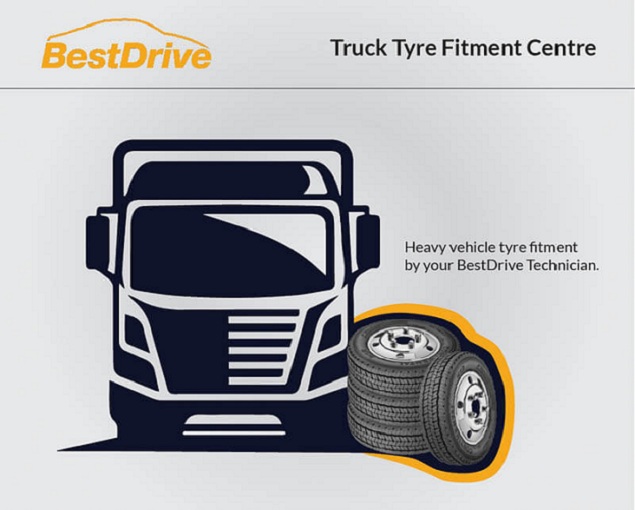 BestDrive
Truck Tyre Fitment Centre
Heavy vehicle tyre fitment
by your BestDrive Technician.